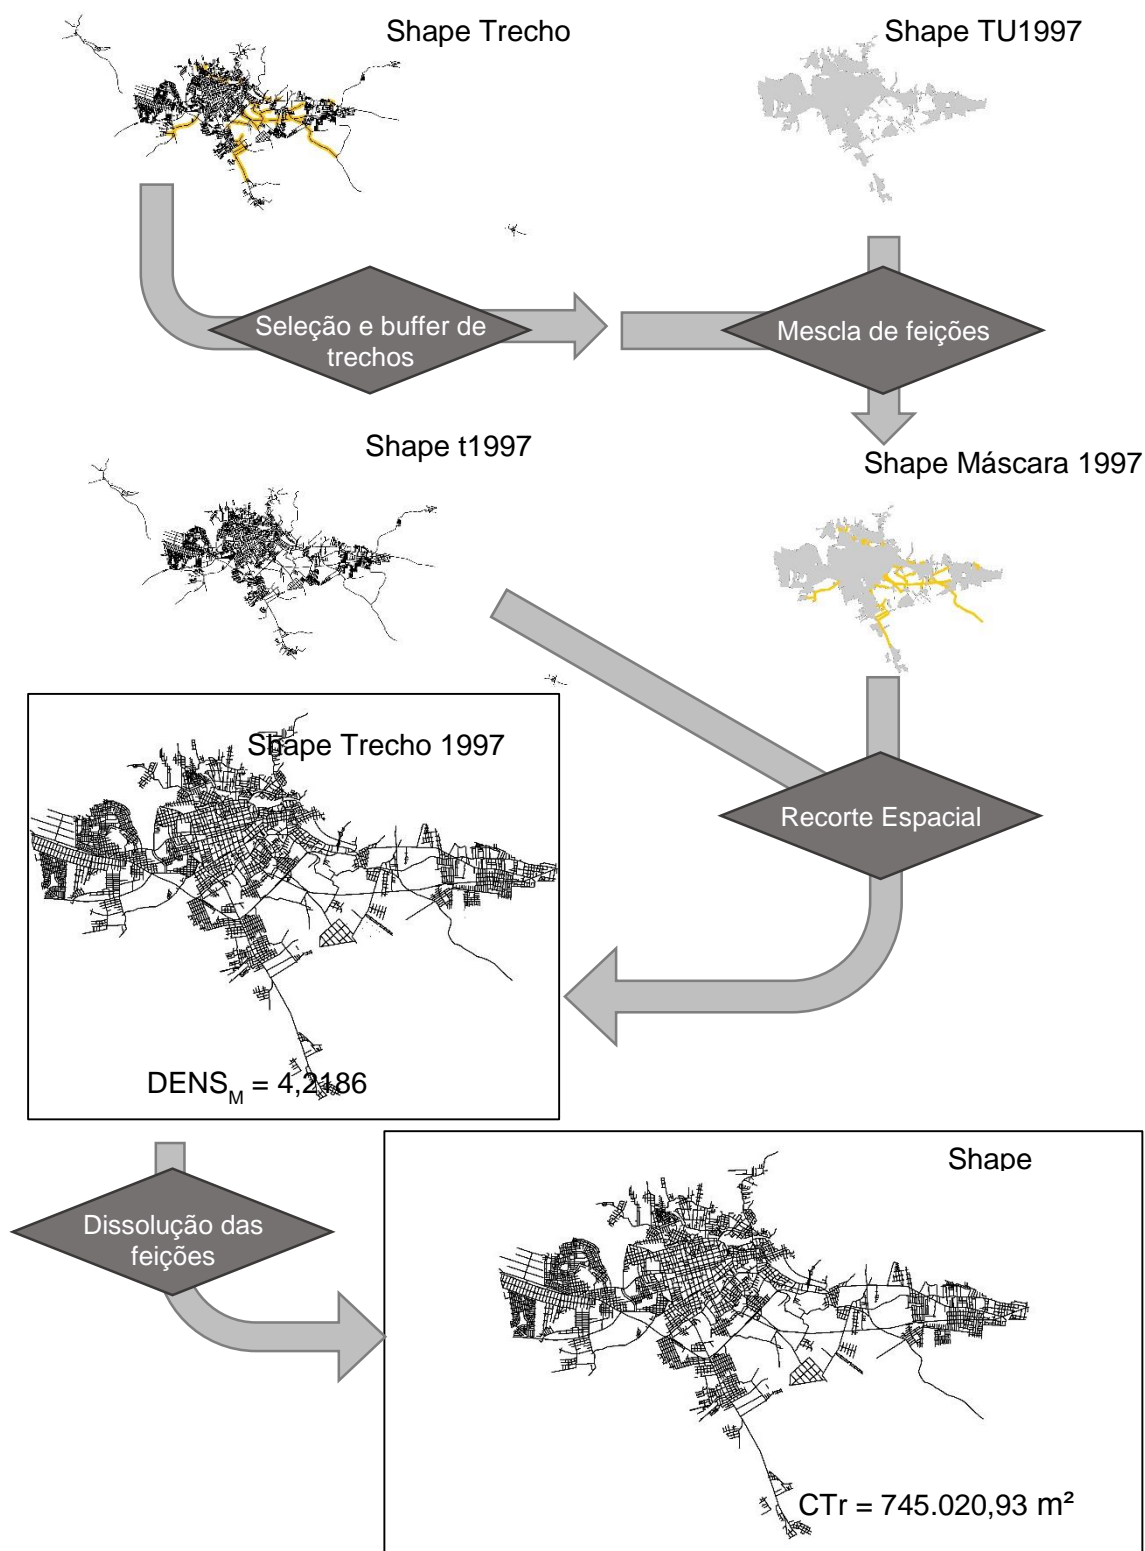 Shape Trecho
Shape TU1997
Seleção e buffer de
trechos
Mescla de feições
Shape t1997
Shape Máscara 1997
Shape Trecho 1997
Recorte Espacial
DENS_M = 4,2186
Shape
Dissolução das
feições
CTr = 745.020,93 m²